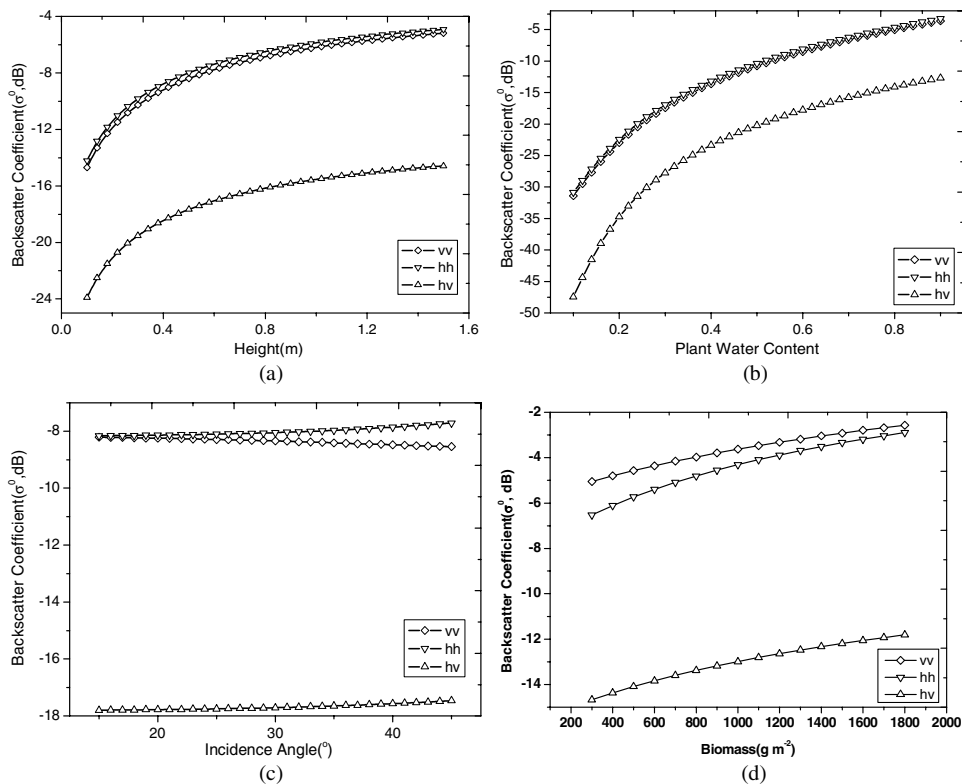 Backscatter Coefficient(σ⁰,dB)
-4
-8
-12
-16
-20
-24
0.0 0.4 0.8 1.2 1.6
Height(m)
vv
hh
hv
(a)
Backscatter Coefficient(σ⁰,dB)
-5
-10
-15
-20
-25
-30
-35
-40
-45
-50
0.2 0.4 0.6 0.8
Plant Water Content
vv
hh
hv
(b)
Backscatter Coefficient(σ⁰,dB)
-6
-8
-10
-12
-14
-16
-18
20 30 40
Incidence Angle(°)
vv
hh
hv
(c)
Backscatter Coefficient(σ⁰, dB)
-2
-4
-6
-8
-10
-12
-14
200 400 600 800 1000 1200 1400 1600 1800 2000
Biomass(g m⁻²)
vv
hh
hv
(d)